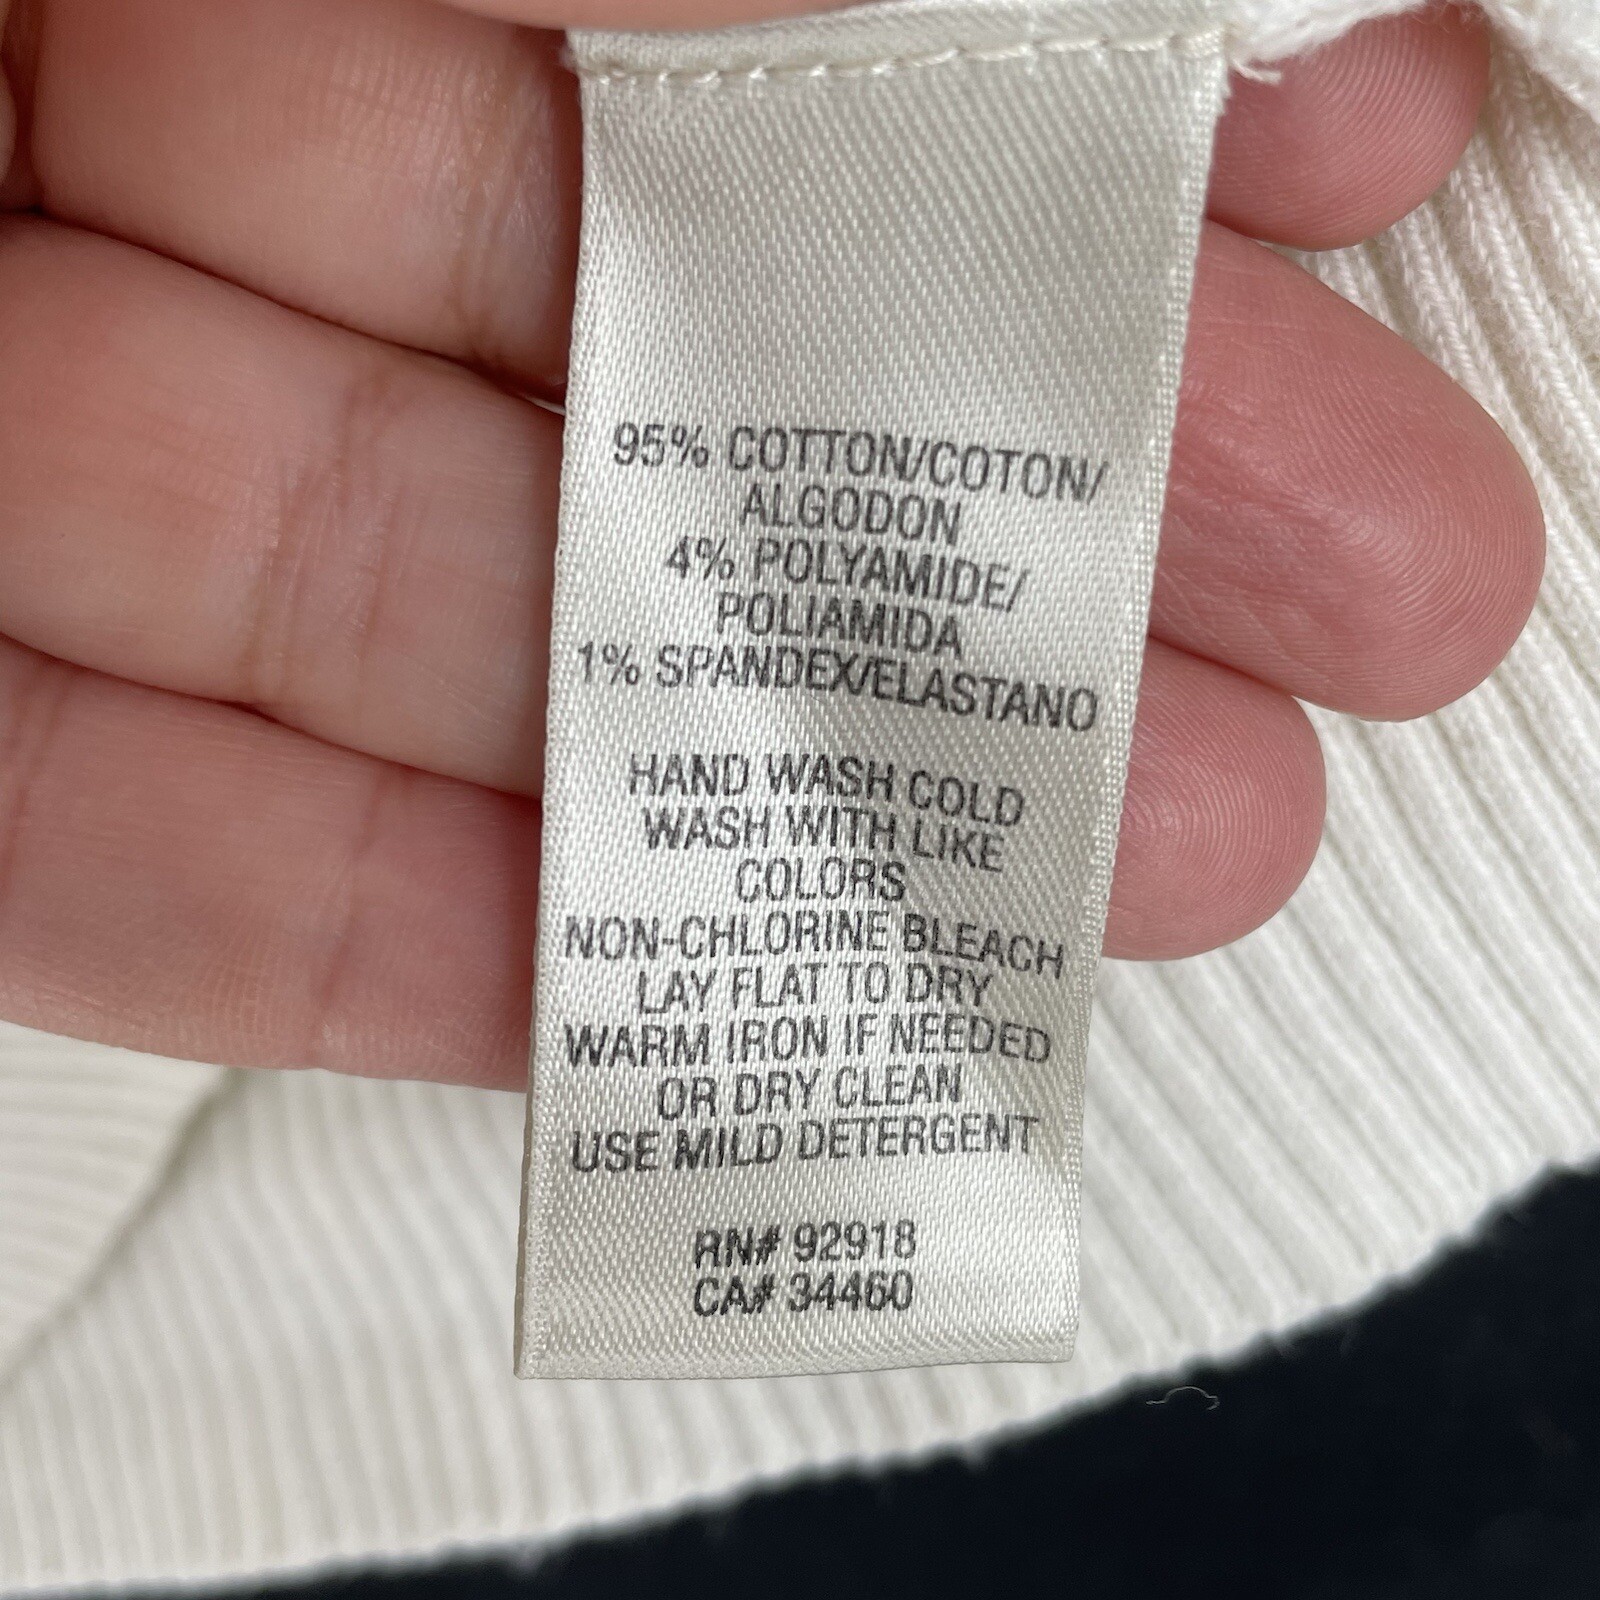 95% COTTON/COTON/
ALGODON
4% POLYAMIDE/
POLIAMIDA
1% SPANDEX/ELASTANO
HAND WASH COLD
WASH WITH LIKE
COLORS
NON-CHLORINE BLEACH
LAY FLAT TO DRY
WARM IRON IF NEEDED
OR DRY CLEAN
USE MILD DETERGENT
RN# 92918
CA# 34460